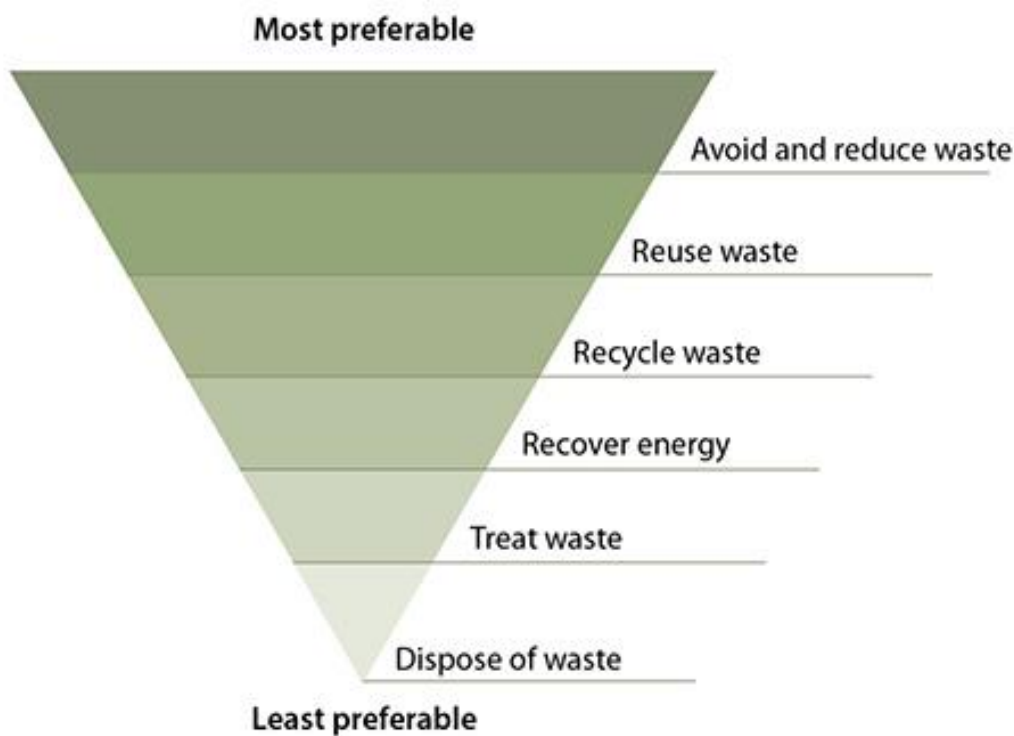 Most preferable
Avoid and reduce waste
Reuse waste
Recycle waste
Recover energy
Treat waste
Dispose of waste
Least preferable